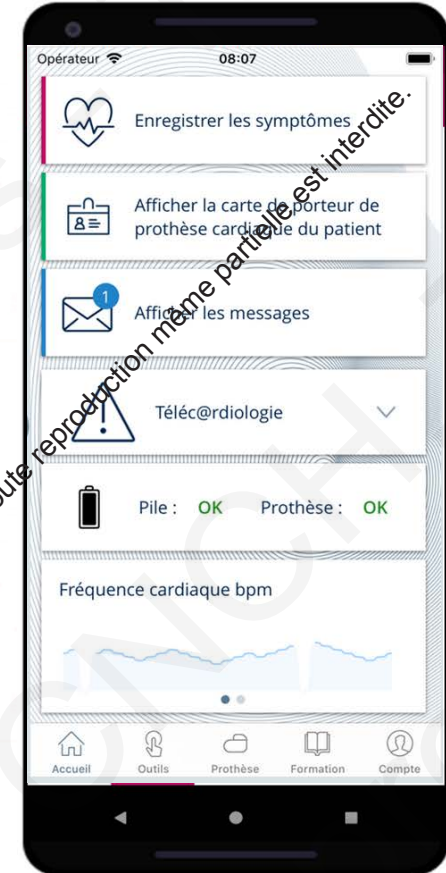 Opérateur
08:07
Enregistrer les symptômes
Afficher la carte de porteur de
prothèse cardiaque du patient
1
Afficher les messages
Téléc@rdiologie
Pile : OK Prothèse : OK
Fréquence cardiaque bpm
Accueil Outils Prothèse Formation Compte
toute reproduction même partielle est interdite.
CNCH